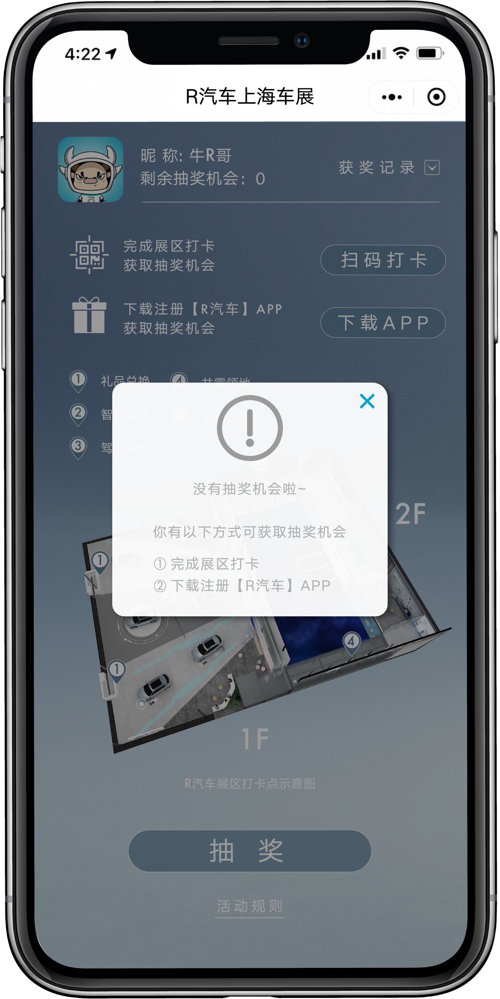 4:22
R汽车上海车展
昵 称: 牛R哥
剩余抽奖机会: 0
获奖记录
完成展区打卡
获取抽奖机会
扫码打卡
下载注册【R汽车】APP
获取抽奖机会
下载APP
1 礼品兑换
4 共震领地
2 智行领地
5
3 驾驭领地
没有抽奖机会啦~
你有以下方式可获取抽奖机会
① 完成展区打卡
② 下载注册【R汽车】APP
5
2F
1
2
4
1
1F
R汽车展区打卡点示意图
抽 奖
活动规则